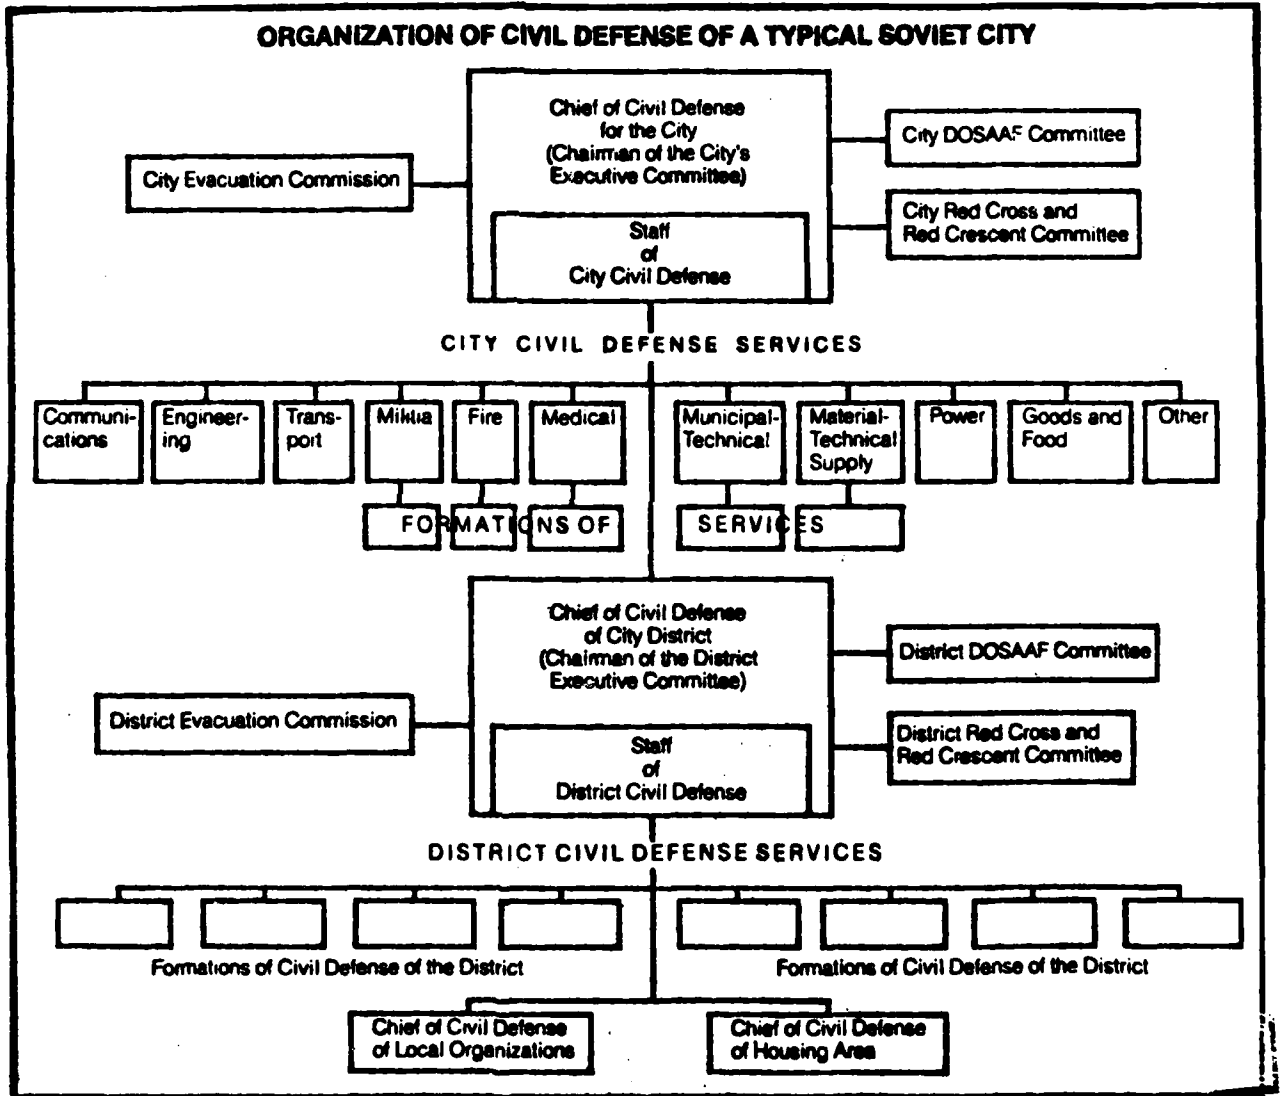 ORGANIZATION OF CIVIL DEFENSE OF A TYPICAL SOVIET CITY
Chief of Civil Defense
for the City
(Chairman of the City's
Executive Committee)
City Evacuation Commission
City DOSAAF Committee
City Red Cross and
Red Crescent Committee
Staff
of
City Civil Defense
CITY CIVIL DEFENSE SERVICES
Communi-
cations
Engineer-
ing
Trans-
port
Militia
Fire
Medical
Municipal-
Technical
Material-
Technical
Supply
Power
Goods and
Food
Other
FORMATIONS OF SERVICES
Chief of Civil Defense
of City District
(Chairman of the District
Executive Committee)
District Evacuation Commission
District DOSAAF Committee
District Red Cross and
Red Crescent Committee
Staff
of
District Civil Defense
DISTRICT CIVIL DEFENSE SERVICES
Formations of Civil Defense of the District
Formations of Civil Defense of the District
Chief of Civil Defense
of Local Organizations
Chief of Civil Defense
of Housing Area